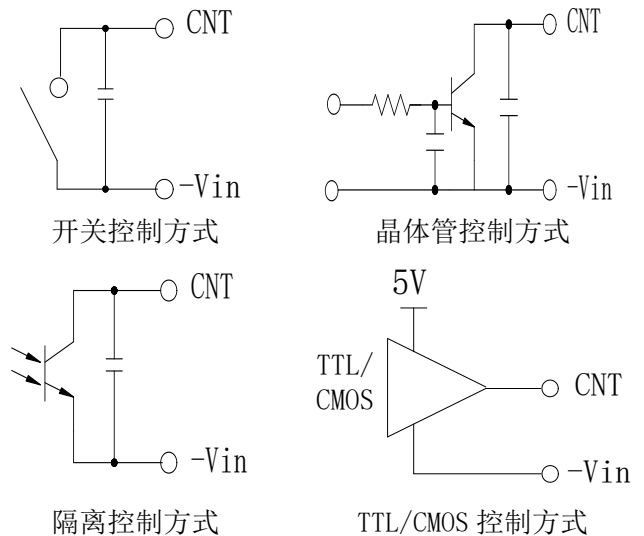 CNT
-Vin
开关控制方式
CNT
-Vin
晶体管控制方式
CNT
-Vin
隔离控制方式
5V
TTL/
CMOS
CNT
-Vin
TTL/CMOS 控制方式